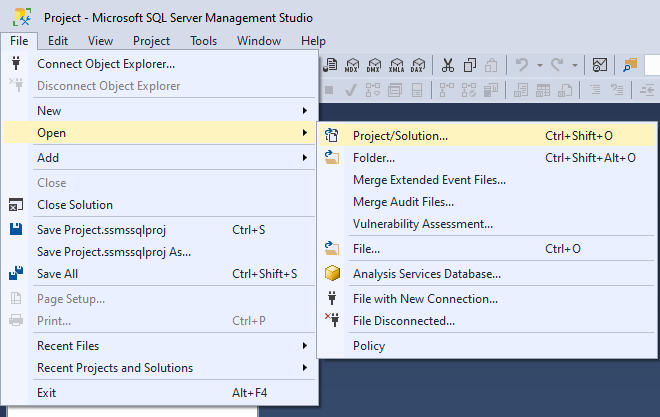 Project - Microsoft SQL Server Management Studio
File Edit View Project Tools Window Help
MDX DMX XMLA DAX
Connect Object Explorer...
Disconnect Object Explorer
New
Open
Add
Close
Close Solution
Save Project.ssmssqlproj Ctrl+S
Save Project.ssmssqlproj As...
Save All Ctrl+Shift+S
Page Setup...
Print... Ctrl+P
Recent Files
Recent Projects and Solutions
Exit Alt+F4
Project/Solution... Ctrl+Shift+O
Folder... Ctrl+Shift+Alt+O
Merge Extended Event Files...
Merge Audit Files...
Vulnerability Assessment...
File... Ctrl+O
Analysis Services Database...
File with New Connection...
File Disconnected...
Policy